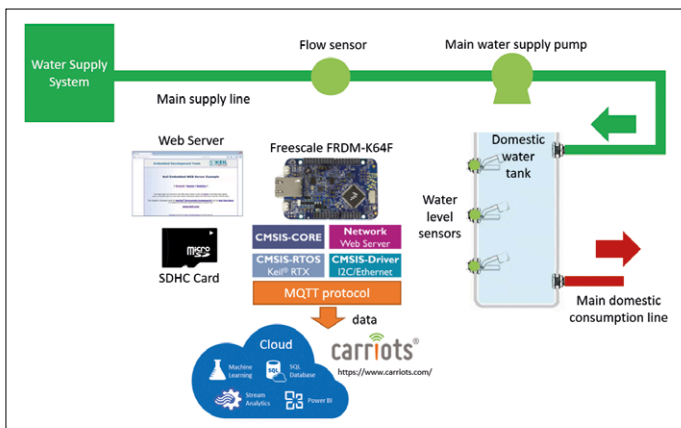 Water Supply
System
Flow sensor
Main water supply pump
Main supply line
Web Server
Freescale FRDM-K64F
Domestic
water
tank
KEIL
Water
level
sensors
CMSIS-CORE
Network
Web Server
CMSIS-RTOS
Keil® RTX
CMSIS-Driver
I2C/Ethernet
micro
SDHC Card
MQTT protocol
Main domestic
consumption line
data
Cloud
carriots®
https://www.carriots.com/
Machine
Learning
SQL
SQL
Database
Stream
Analytics
Power BI